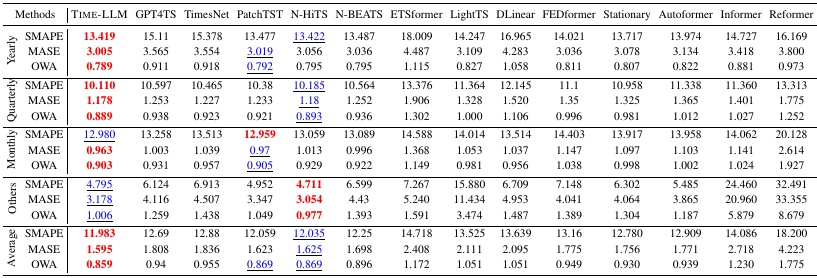 Methods TIME-LLM GPT4TS TimesNet PatchTST N-HiTS N-BEATS ETSformer LightTS DLinear FEDformer Stationary Autoformer Informer Reformer
Yearly
SMAPE 13.419 15.11 15.378 13.477 13.422 13.487 18.009 14.247 16.965 14.021 13.717 13.974 14.727 16.169
MASE 3.005 3.565 3.554 3.019 3.056 3.036 4.487 3.109 4.283 3.036 3.078 3.134 3.418 3.800
OWA 0.789 0.911 0.918 0.792 0.795 0.795 1.115 0.827 1.058 0.811 0.807 0.822 0.881 0.973
Quarterly
SMAPE 10.110 10.597 10.465 10.38 10.185 10.564 13.376 11.364 12.145 11.1 10.958 11.338 11.360 13.313
MASE 1.178 1.253 1.227 1.233 1.18 1.252 1.906 1.328 1.520 1.35 1.325 1.365 1.401 1.775
OWA 0.889 0.938 0.923 0.921 0.893 0.936 1.302 1.000 1.106 0.996 0.981 1.012 1.027 1.252
Monthly
SMAPE 12.980 13.258 13.513 12.959 13.059 13.089 14.588 14.014 13.514 14.403 13.917 13.958 14.062 20.128
MASE 0.963 1.003 1.039 0.97 1.013 0.996 1.368 1.053 1.037 1.147 1.097 1.103 1.141 2.614
OWA 0.903 0.931 0.957 0.905 0.929 0.922 1.149 0.981 0.956 1.038 0.998 1.002 1.024 1.927
Others
SMAPE 4.795 6.124 6.913 4.952 4.711 6.599 7.267 15.880 6.709 7.148 6.302 5.485 24.460 32.491
MASE 3.178 4.116 4.507 3.347 3.054 4.43 5.240 11.434 4.953 4.041 4.064 3.865 20.960 33.355
OWA 1.006 1.259 1.438 1.049 0.977 1.393 1.591 3.474 1.487 1.389 1.304 1.187 5.879 8.679
Average
SMAPE 11.983 12.69 12.88 12.059 12.035 12.25 14.718 13.525 13.639 13.16 12.780 12.909 14.086 18.200
MASE 1.595 1.808 1.836 1.623 1.625 1.698 2.408 2.111 2.095 1.775 1.756 1.771 2.718 4.223
OWA 0.859 0.94 0.955 0.869 0.869 0.896 1.172 1.051 1.051 0.949 0.930 0.939 1.230 1.775